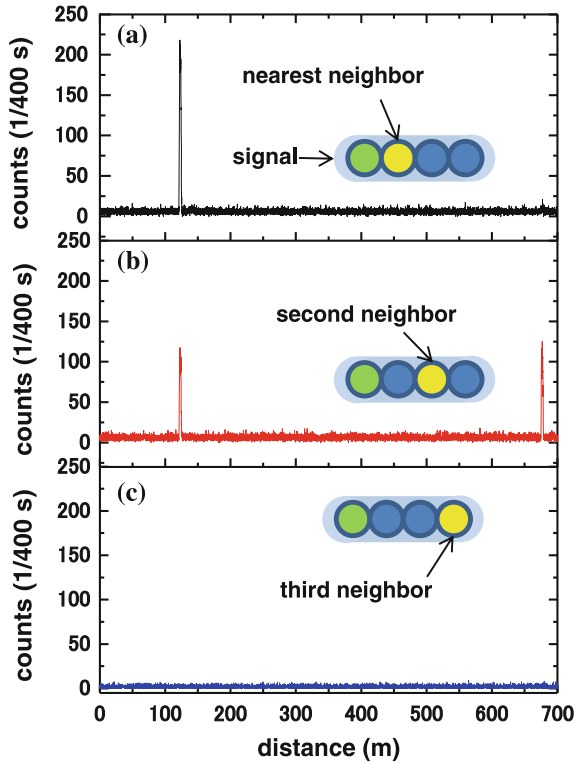 (a)
250
200
150
100
50
0
counts (1/400 s)
nearest neighbor
signal
(b)
250
200
150
100
50
0
counts (1/400 s)
second neighbor
(c)
250
200
150
100
50
0
counts (1/400 s)
third neighbor
0 100 200 300 400 500 600 700
distance (m)